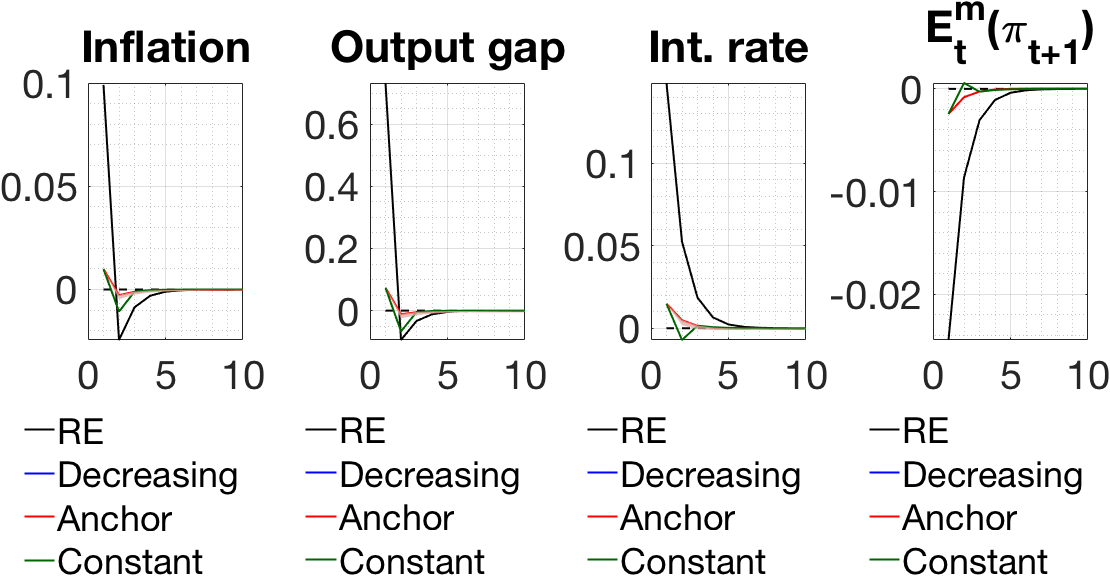 Inflation
0.1
0.05
0
0 5 10
RE
Decreasing
Anchor
Constant
Output gap
0.6
0.4
0.2
0
0 5 10
RE
Decreasing
Anchor
Constant
Int. rate
0.1
0.05
0
0 5 10
RE
Decreasing
Anchor
Constant
E_t^m(π_{t+1})
0
-0.01
-0.02
0 5 10
RE
Decreasing
Anchor
Constant